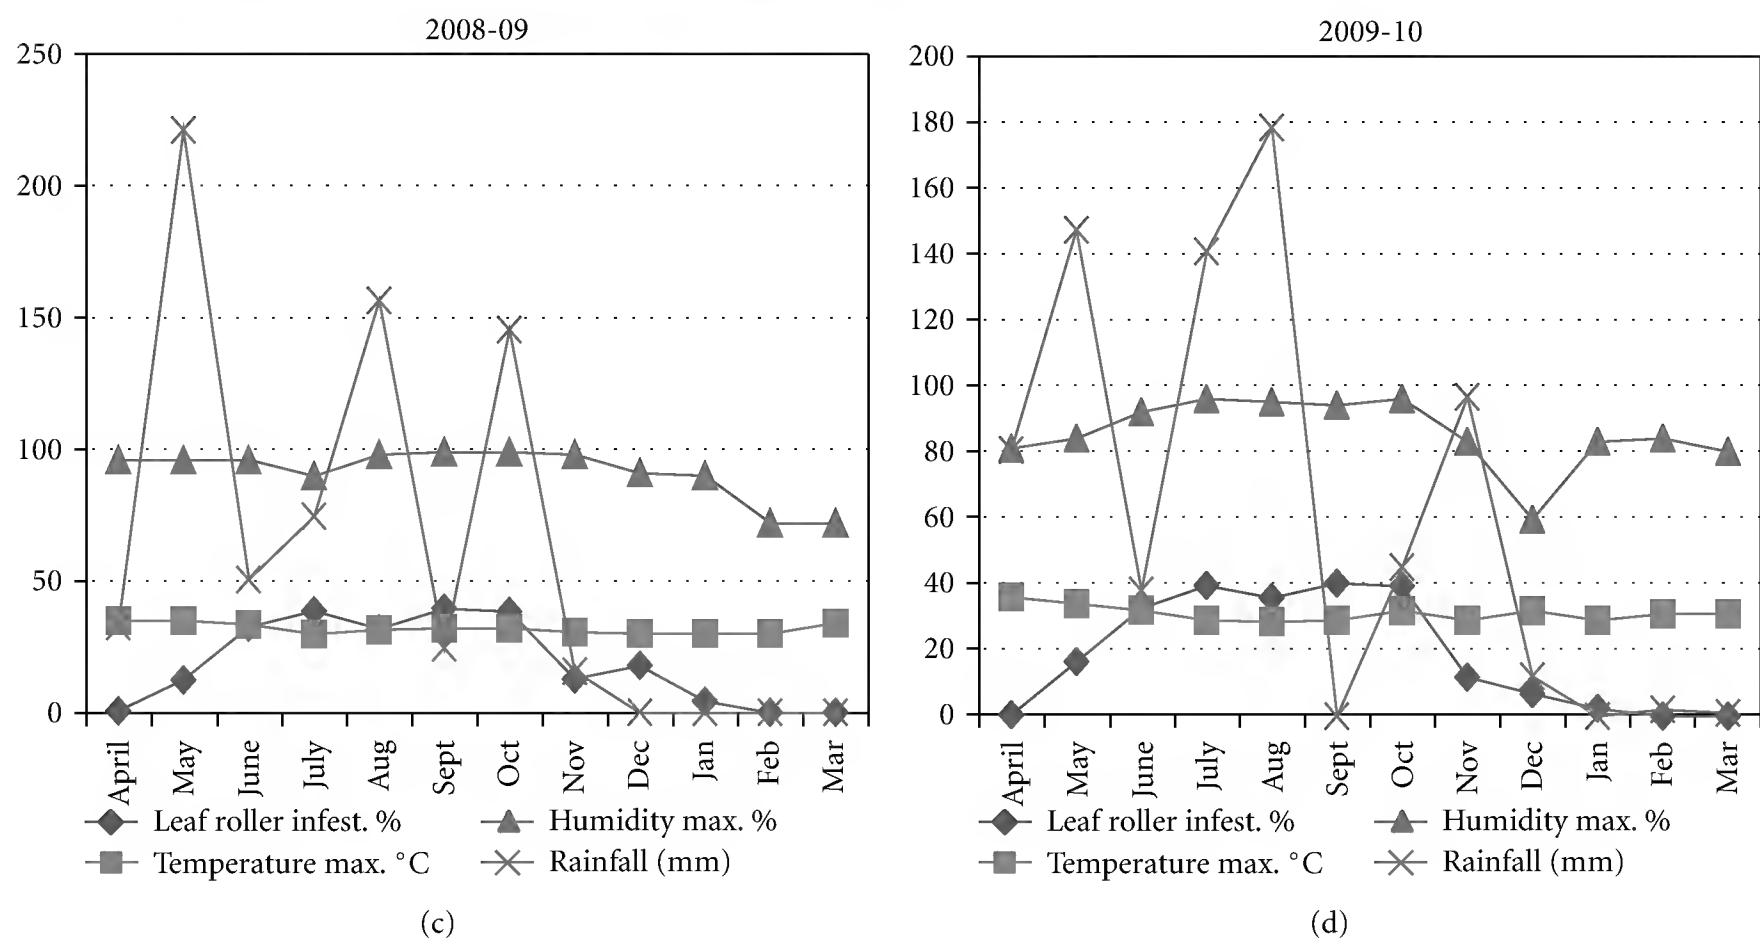 2008-09
250
200
150
100
50
0
April May June July Aug Sept Oct Nov Dec Jan Feb Mar
Leaf roller infest. %
Humidity max. %
Temperature max. °C
Rainfall (mm)
(c)
2009-10
200
180
160
140
120
100
80
60
40
20
0
April May June July Aug Sept Oct Nov Dec Jan Feb Mar
Leaf roller infest. %
Humidity max. %
Temperature max. °C
Rainfall (mm)
(d)